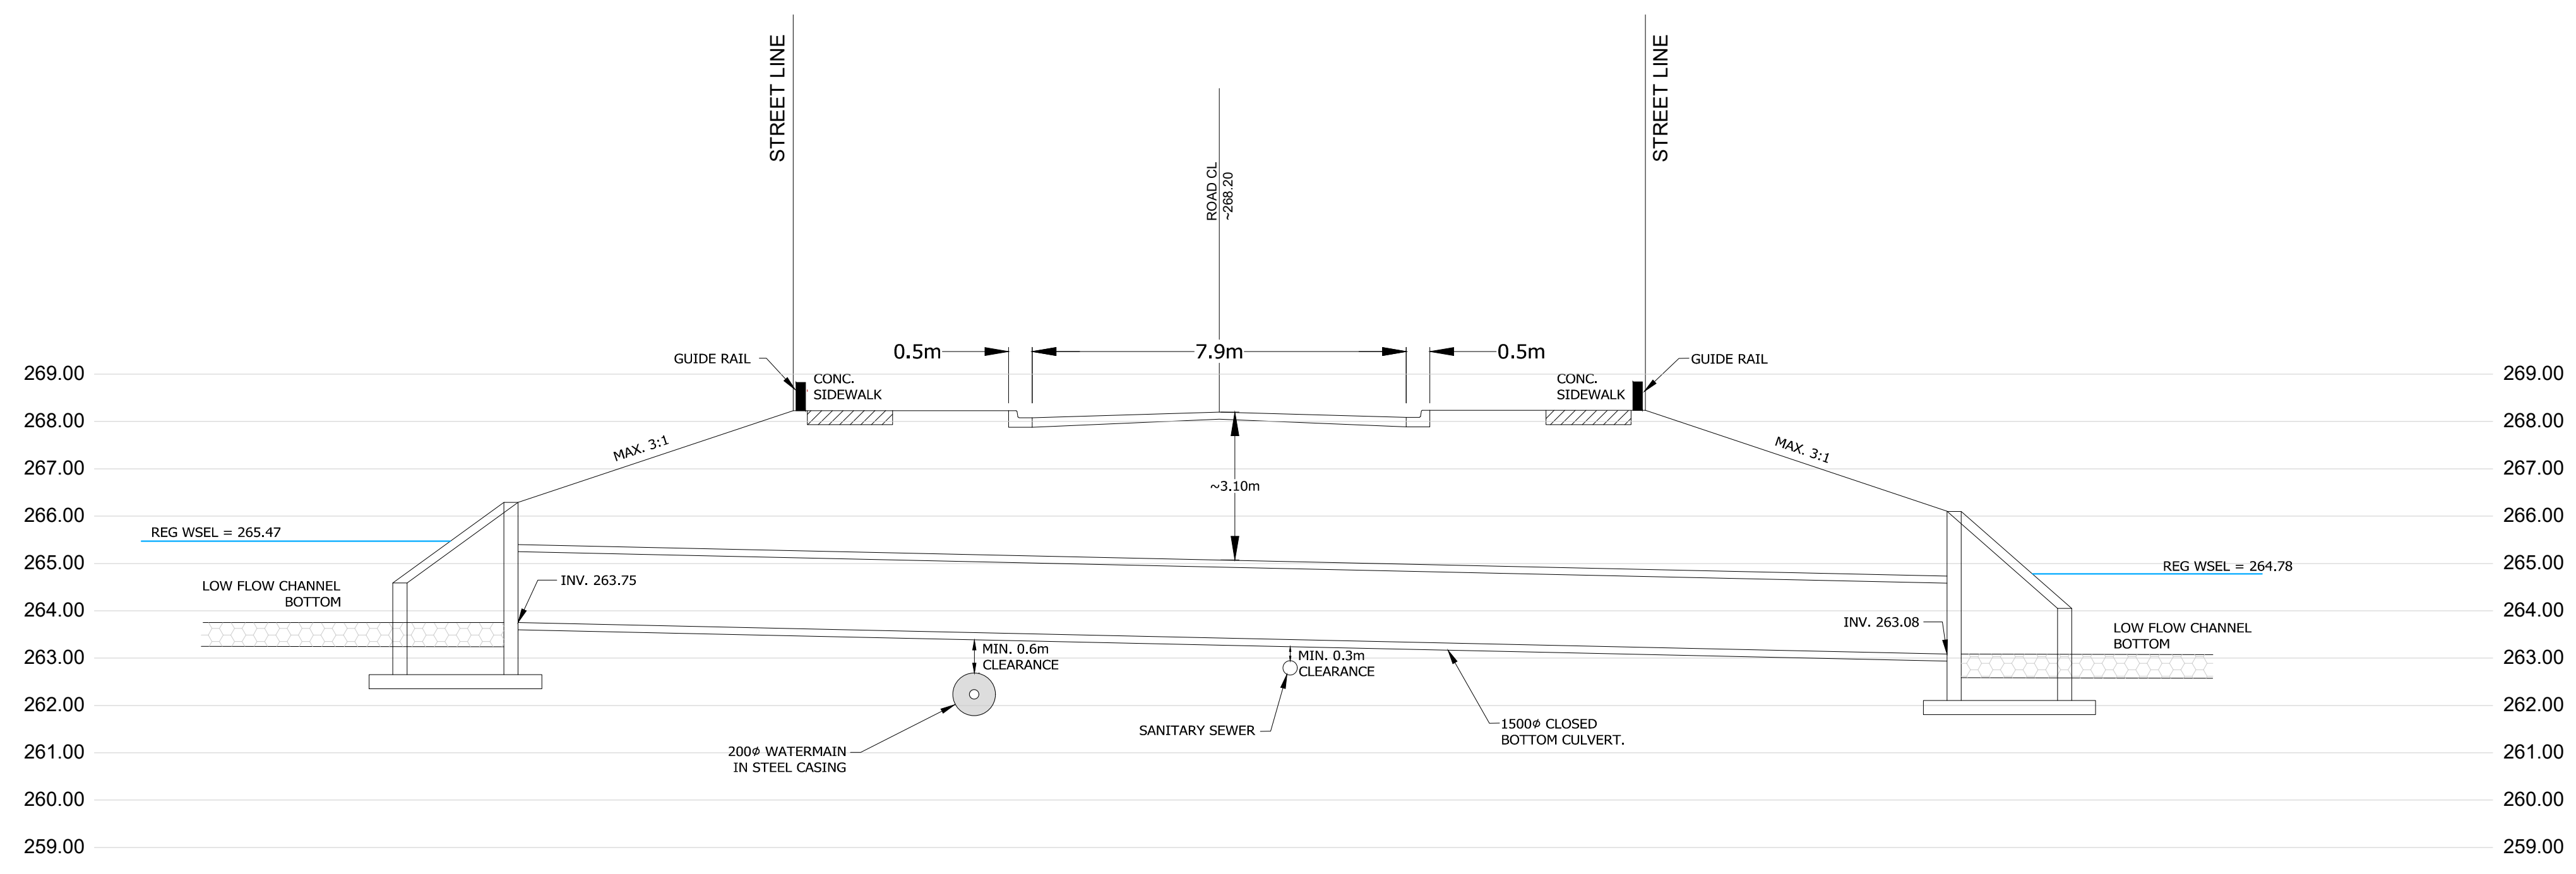 STREET LINE
STREET LINE
ROAD CL
~268.20
0.5m
7.9m
0.5m
GUIDE RAIL
GUIDE RAIL
269.00
CONC.
SIDEWALK
CONC.
SIDEWALK
269.00
268.00
268.00
MAX. 3:1
MAX. 3:1
267.00
267.00
~3.10m
266.00
266.00
REG WSEL = 265.47
265.00
REG WSEL = 264.78
265.00
LOW FLOW CHANNEL
BOTTOM
INV. 263.75
264.00
264.00
INV. 263.08
LOW FLOW CHANNEL
BOTTOM
263.00
MIN. 0.6m
CLEARANCE
MIN. 0.3m
CLEARANCE
263.00
262.00
262.00
SANITARY SEWER
1500ϕ CLOSED
BOTTOM CULVERT.
200ϕ WATERMAIN
IN STEEL CASING
261.00
261.00
260.00
260.00
259.00
259.00